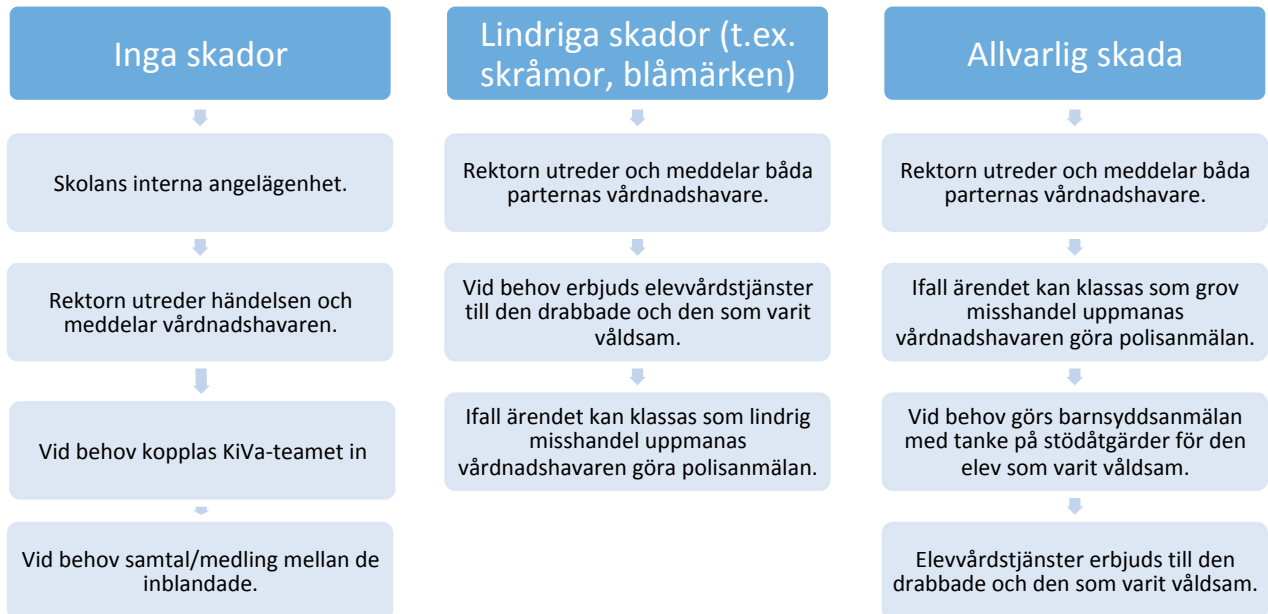 Inga skador
Skolans interna angelägenhet.
Rektorn utreder händelsen och
meddelar vårdnadshavaren.
Vid behov kopplas KiVa-teamet in
Vid behov samtal/medling mellan de
inblandade.
Lindriga skador (t.ex.
skråmor, blåmärken)
Rektorn utreder och meddelar båda
parternas vårdnadshavare.
Vid behov erbjuds elevvårdstjänster
till den drabbade och den som varit
våldsam.
Ifall ärendet kan klassas som lindrig
misshandel uppmanas
vårdnadshavaren göra polisanmälan.
Allvarlig skada
Rektorn utreder och meddelar båda
parternas vårdnadshavare.
Ifall ärendet kan klassas som grov
misshandel uppmanas
vårdnadshavaren göra polisanmälan.
Vid behov görs barnsyddsanmälan
med tanke på stödåtgärder för den
elev som varit våldsam.
Elevvårdstjänster erbjuds till den
drabbade och den som varit våldsam.